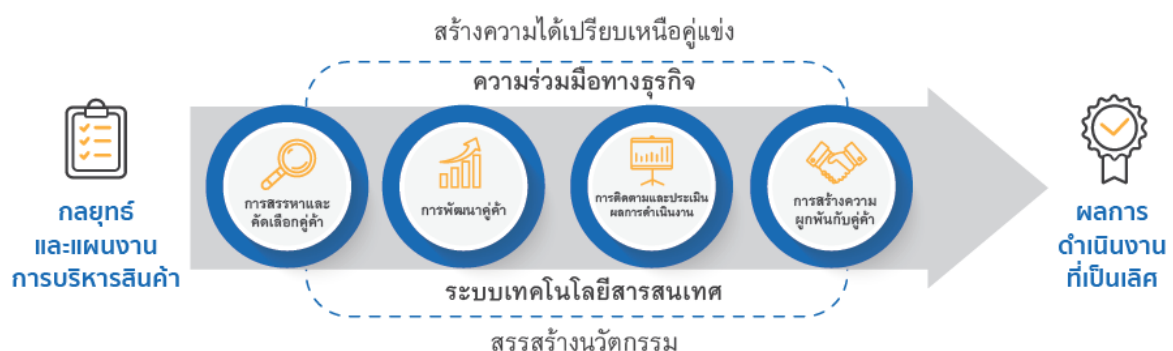 สร้างความได้เปรียบเหนือคู่แข่ง
ความร่วมมือทางธุรกิจ
กลยุทธ์
และแผนงาน
การบริหารสินค้า
การสรรหาและ
คัดเลือกคู่ค้า
การพัฒนาคู่ค้า
การติดตามและประเมิน
ผลการดำเนินงาน
การสร้างความ
ผูกพันกับคู่ค้า
ผลการ
ดำเนินงาน
ที่เป็นเลิศ
ระบบเทคโนโลยีสารสนเทศ
สรรสร้างนวัตกรรม